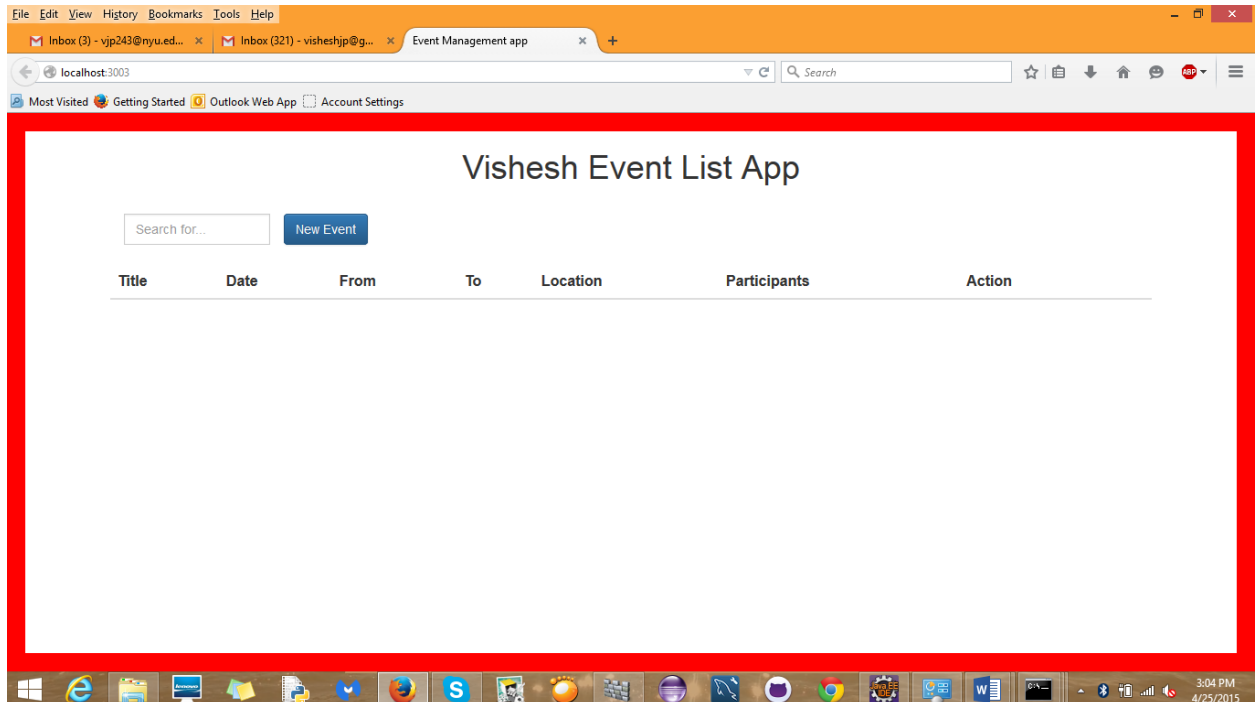 File Edit View History Bookmarks Tools Help
Inbox (3) - vjp243@nyu.ed... × Inbox (321) - visheshjp@g... × Event Management app × +
localhost:3003 Search ABP
Most Visited Getting Started Outlook Web App Account Settings
Vishesh Event List App
Search for... New Event
Title Date From To Location Participants Action
3:04 PM
4/25/2015